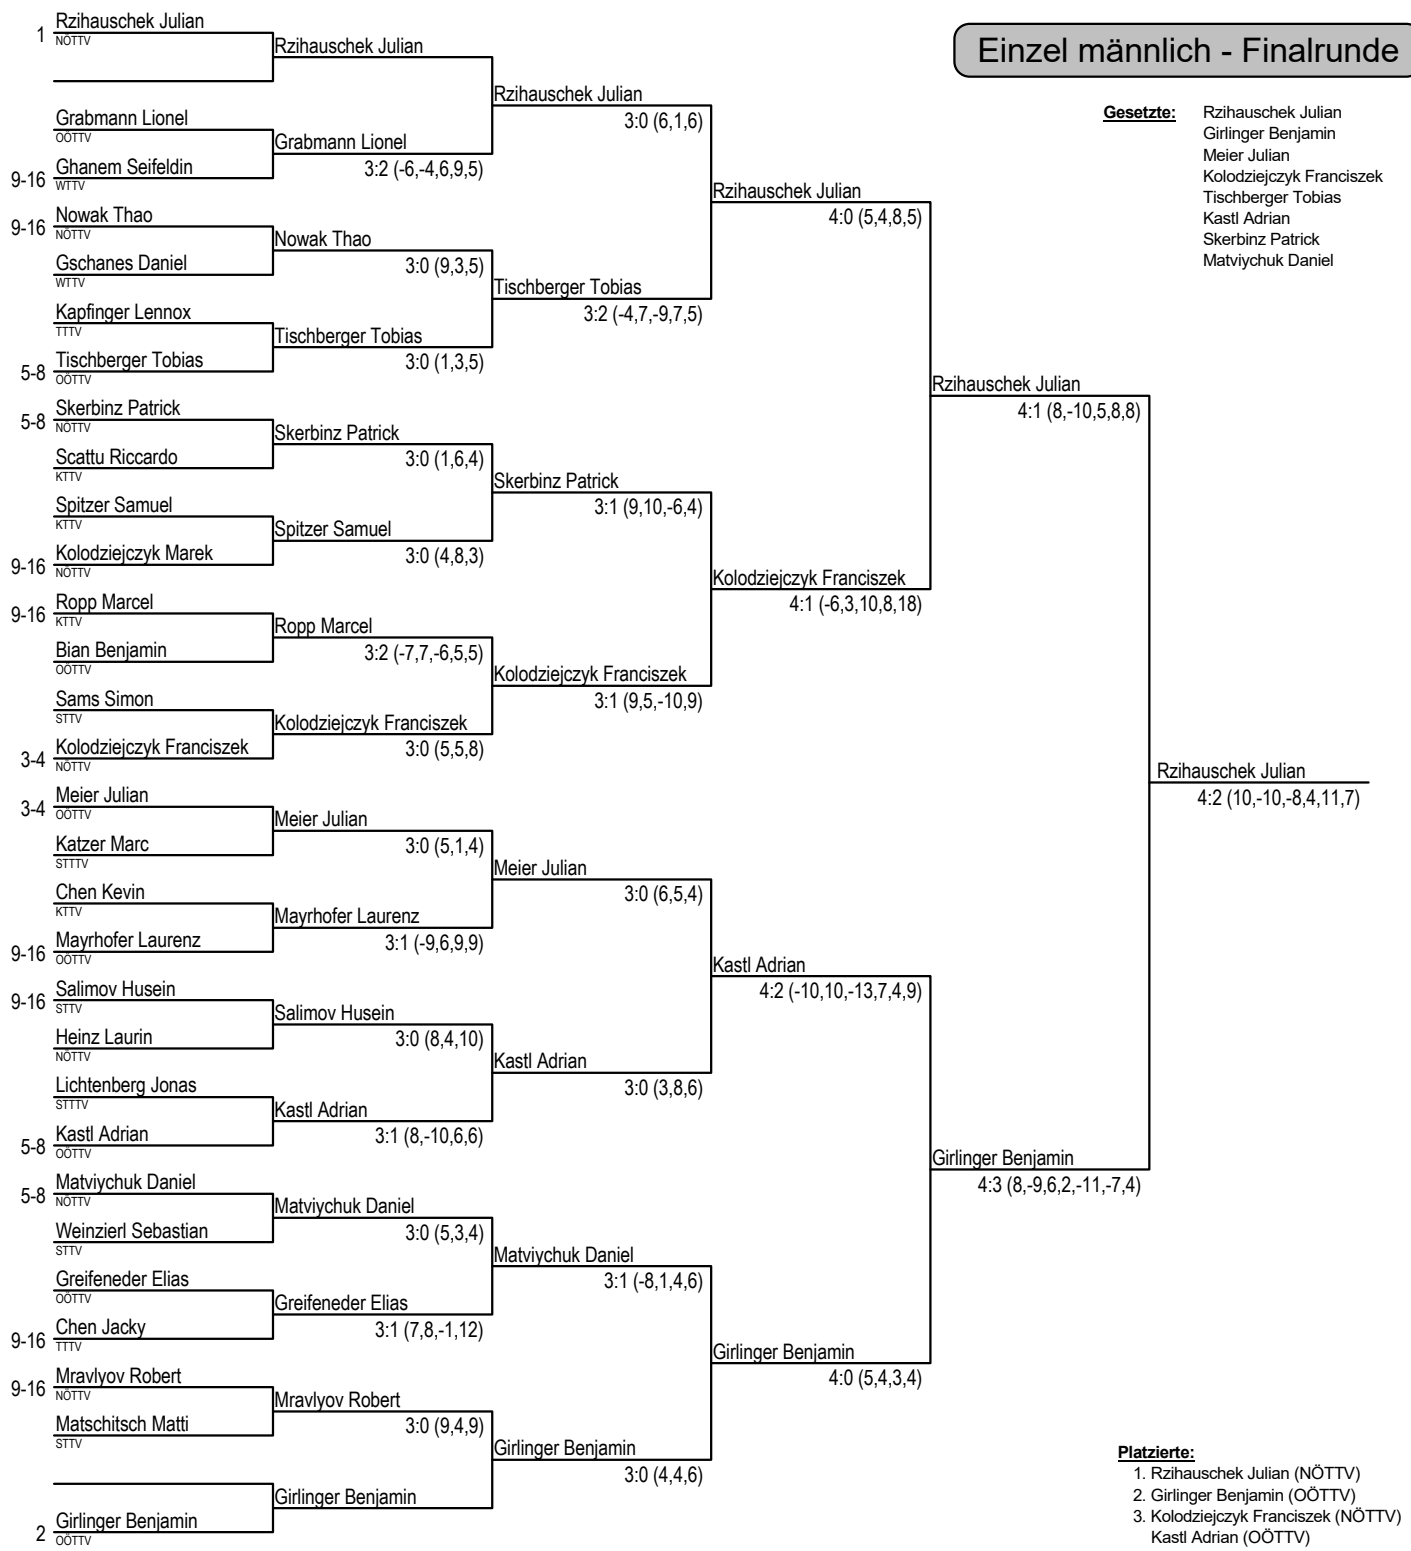 Einzel männlich - Finalrunde
Gesetzte:
Rzihauschek Julian
Girlinger Benjamin
Meier Julian
Kolodziejczyk Franciszek
Tischberger Tobias
Kastl Adrian
Skerbinz Patrick
Matviychuk Daniel
1 Rzihauschek Julian
NÖTTV
Grabmann Lionel
OÖTTV
9-16 Ghanem Seifeldin
WTTV
9-16 Nowak Thao
NÖTTV
Gschanes Daniel
WTTV
Kapfinger Lennox
TTTV
5-8 Tischberger Tobias
OÖTTV
5-8 Skerbinz Patrick
NÖTTV
Scattu Riccardo
KTTV
Spitzer Samuel
KTTV
9-16 Kolodziejczyk Marek
NÖTTV
9-16 Ropp Marcel
KTTV
Bian Benjamin
OÖTTV
Sams Simon
STTV
3-4 Kolodziejczyk Franciszek
NÖTTV
3-4 Meier Julian
OÖTTV
Katzer Marc
STTTV
Chen Kevin
KTTV
9-16 Mayrhofer Laurenz
OÖTTV
9-16 Salimov Husein
STTV
Heinz Laurin
NÖTTV
Lichtenberg Jonas
STTTV
5-8 Kastl Adrian
OÖTTV
5-8 Matviychuk Daniel
NÖTTV
Weinzierl Sebastian
STTV
Greifeneder Elias
OÖTTV
9-16 Chen Jacky
TTTV
9-16 Mravlyov Robert
NÖTTV
Matschitsch Matti
STTV
2 Girlinger Benjamin
OÖTTV
Rzihauschek Julian
Grabmann Lionel
3:2 (-6,-4,6,9,5)
Nowak Thao
3:0 (9,3,5)
Tischberger Tobias
3:0 (1,3,5)
Skerbinz Patrick
3:0 (1,6,4)
Spitzer Samuel
3:0 (4,8,3)
Ropp Marcel
3:2 (-7,7,-6,5,5)
Kolodziejczyk Franciszek
3:0 (5,5,8)
Meier Julian
3:0 (5,1,4)
Mayrhofer Laurenz
3:1 (-9,6,9,9)
Salimov Husein
3:0 (8,4,10)
Kastl Adrian
3:1 (8,-10,6,6)
Matviychuk Daniel
3:0 (5,3,4)
Greifeneder Elias
3:1 (7,8,-1,12)
Mravlyov Robert
3:0 (9,4,9)
Girlinger Benjamin
Rzihauschek Julian
3:0 (6,1,6)
Tischberger Tobias
3:2 (-4,7,-9,7,5)
Skerbinz Patrick
3:1 (9,10,-6,4)
Kolodziejczyk Franciszek
3:1 (9,5,-10,9)
Meier Julian
3:0 (6,5,4)
Kastl Adrian
3:0 (3,8,6)
Matviychuk Daniel
3:1 (-8,1,4,6)
Girlinger Benjamin
3:0 (4,4,6)
Rzihauschek Julian
4:0 (5,4,8,5)
Kolodziejczyk Franciszek
4:1 (-6,3,10,8,18)
Kastl Adrian
4:2 (-10,10,-13,7,4,9)
Girlinger Benjamin
4:0 (5,4,3,4)
Rzihauschek Julian
4:1 (8,-10,5,8,8)
Girlinger Benjamin
4:3 (8,-9,6,2,-11,-7,4)
Rzihauschek Julian
4:2 (10,-10,-8,4,11,7)
Platzierte:
1. Rzihauschek Julian (NÖTTV)
2. Girlinger Benjamin (OÖTTV)
3. Kolodziejczyk Franciszek (NÖTTV)
Kastl Adrian (OÖTTV)